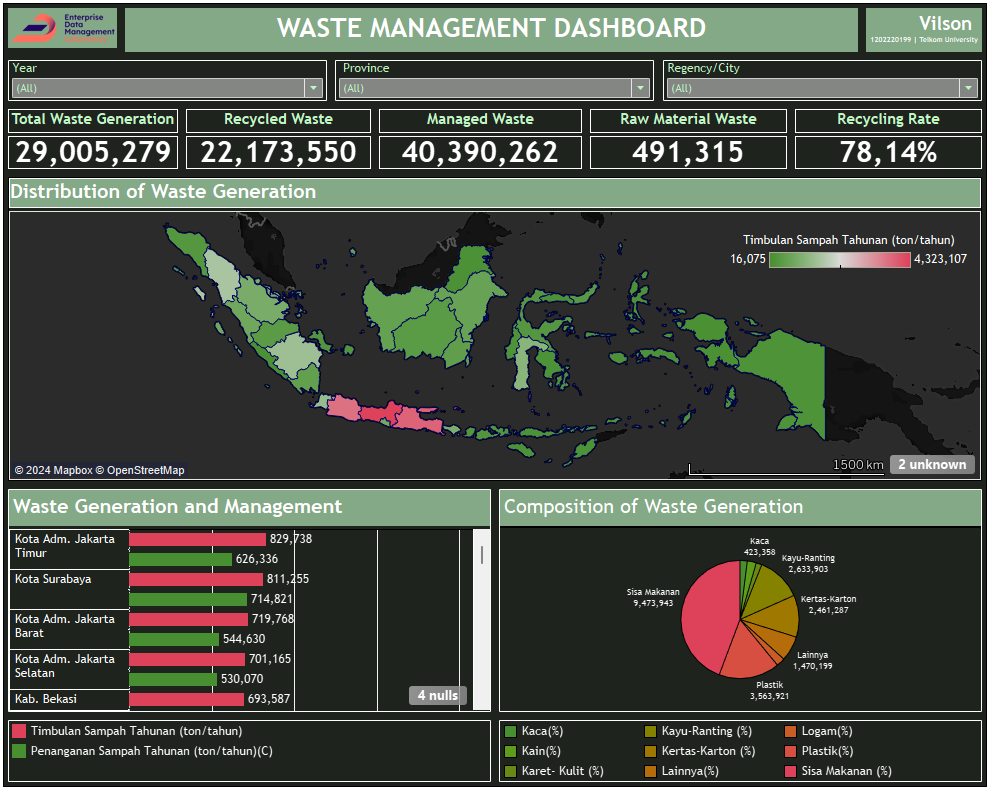 Enterprise
Data
Management
WASTE MANAGEMENT DASHBOARD
Vilson
1202220199 | Telkom University
Year
(All)
Province
(All)
Regency/City
(All)
Total Waste Generation
29,005,279
Recycled Waste
22,173,550
Managed Waste
40,390,262
Raw Material Waste
491,315
Recycling Rate
78,14%
Distribution of Waste Generation
Timbulan Sampah Tahunan (ton/tahun)
16,075
4,323,107
© 2024 Mapbox © OpenStreetMap
1500 km
2 unknown
Waste Generation and Management
Kota Adm. Jakarta
Timur
829,738
626,336
Kota Surabaya
811,255
714,821
Kota Adm. Jakarta
Barat
719,768
544,630
Kota Adm. Jakarta
Selatan
701,165
530,070
Kab. Bekasi
693,587
4 nulls
Timbulan Sampah Tahunan (ton/tahun)
Penanganan Sampah Tahunan (ton/tahun)(C)
Composition of Waste Generation
Kaca
423,358
Kayu-Ranting
2,633,903
Kertas-Karton
2,461,287
Lainnya
1,470,199
Plastik
3,563,921
Sisa Makanan
9,473,943
Kaca(%)
Kain(%)
Karet- Kulit (%)
Kayu-Ranting (%)
Kertas-Karton (%)
Lainnya(%)
Logam(%)
Plastik(%)
Sisa Makanan (%)